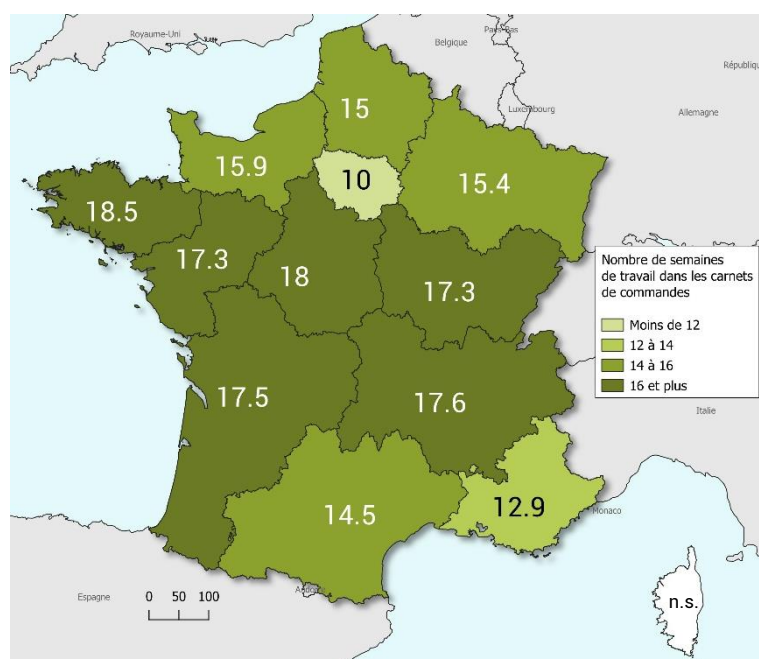 Royaume-Uni
Belgique
Pays-Bas
Luxembourg
Allemagne
15
15.9
10
15.4
18.5
17.3
18
17.3
Nombre de semaines
de travail dans les carnets
de commandes
Moins de 12
12 à 14
14 à 16
16 et plus
17.5
17.6
Italie
14.5
12.9
Monaco
Espagne
0 50 100
n.s.